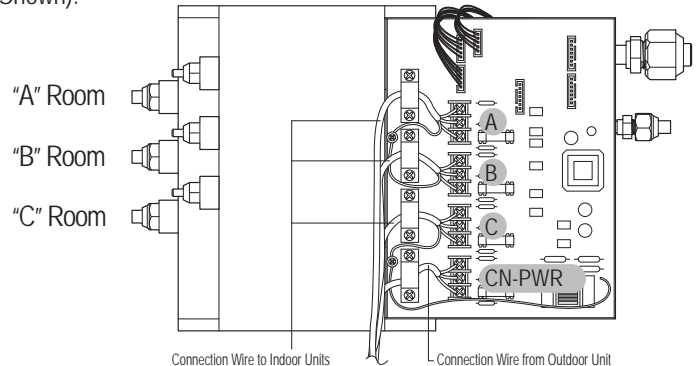 Shown).
"A" Room
"B" Room
"C" Room
A
B
C
CN-PWR
Connection Wire to Indoor Units
Connection Wire from Outdoor Unit